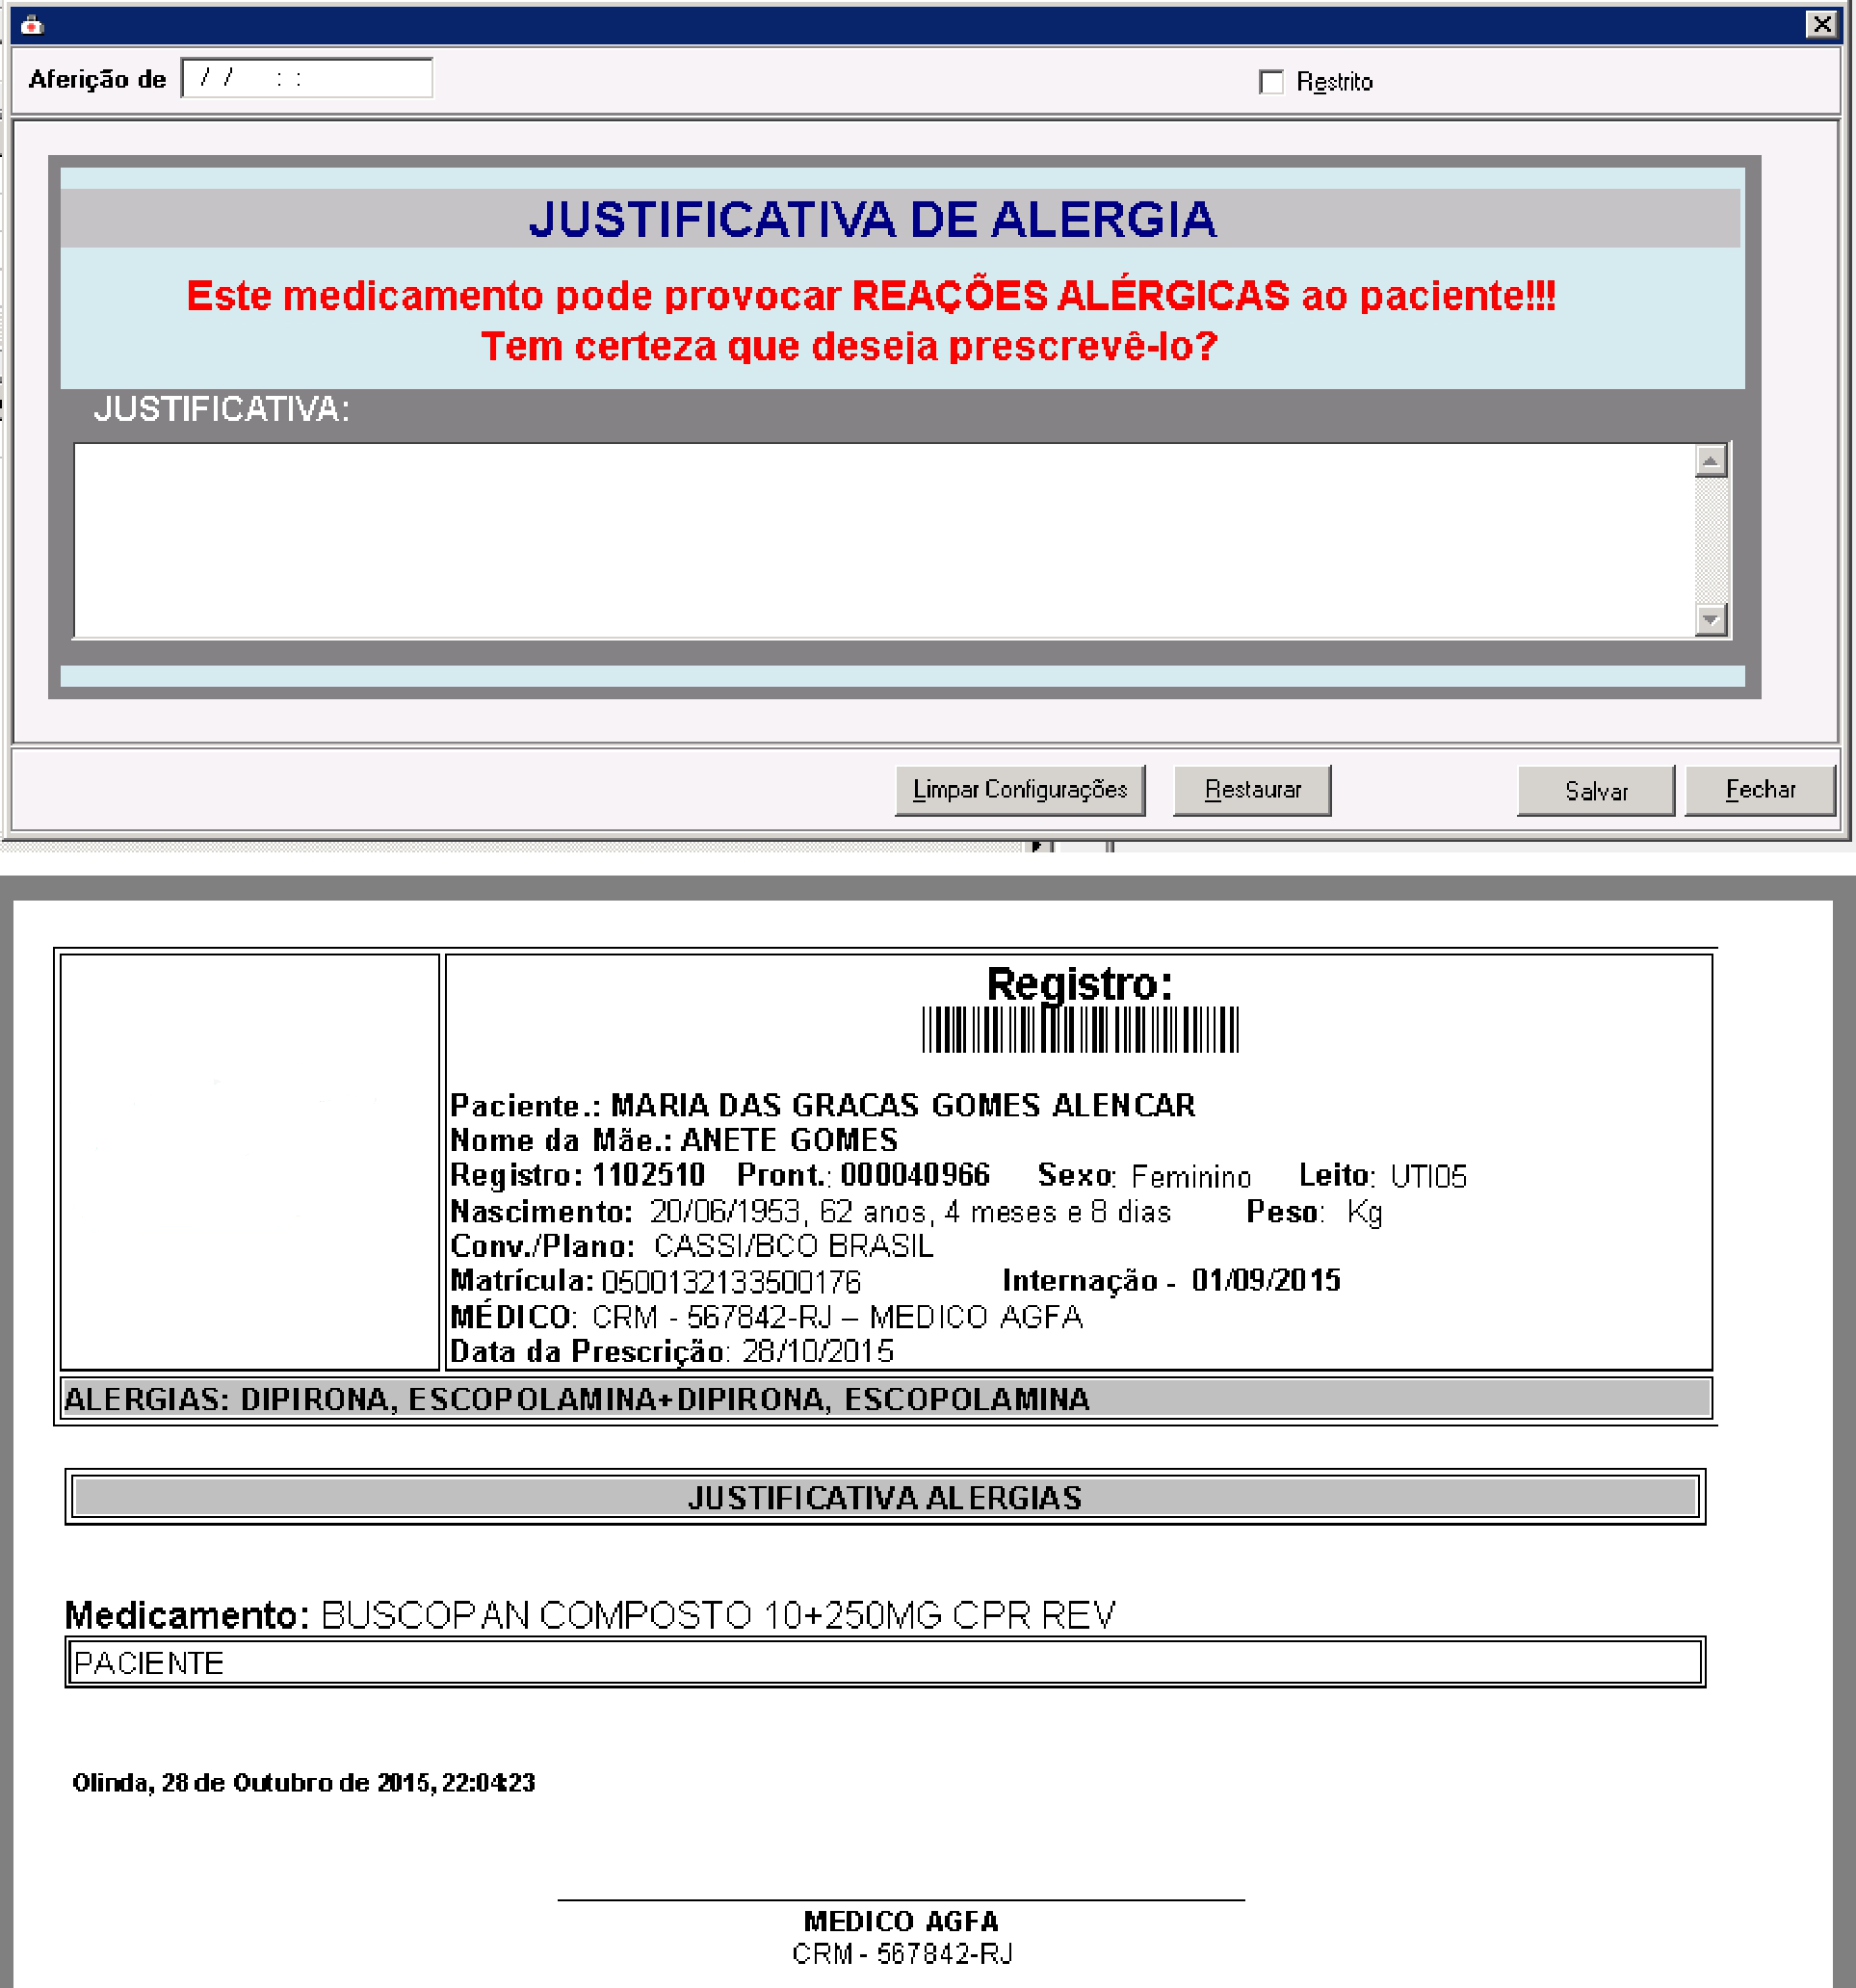 Aferição de / / : : Restrito
JUSTIFICATIVA DE ALERGIA
Este medicamento pode provocar REAÇÕES ALÉRGICAS ao paciente!!!
Tem certeza que deseja prescrevê-lo?
JUSTIFICATIVA:
Limpar Configurações Restaurar Salvar Fechar
Registro:
Paciente.: MARIA DAS GRACAS GOMES ALENCAR
Nome da Mãe.: ANETE GOMES
Registro: 1102510 Pront.: 000040966 Sexo: Feminino Leito: UTI05
Nascimento: 20/06/1953, 62 anos, 4 meses e 8 dias Peso: Kg
Conv./Plano: CASSI/BCO BRASIL
Matrícula: 0500132133500176 Internação - 01/09/2015
MÉDICO: CRM - 567842-RJ – MEDICO AGFA
Data da Prescrição: 28/10/2015
ALERGIAS: DIPIRONA, ESCOPOLAMINA+DIPIRONA, ESCOPOLAMINA
JUSTIFICATIVA ALERGIAS
Medicamento: BUSCOPAN COMPOSTO 10+250MG CPR REV
PACIENTE
Olinda, 28 de Outubro de 2015, 22:04:23
MEDICO AGFA
CRM - 567842-RJ